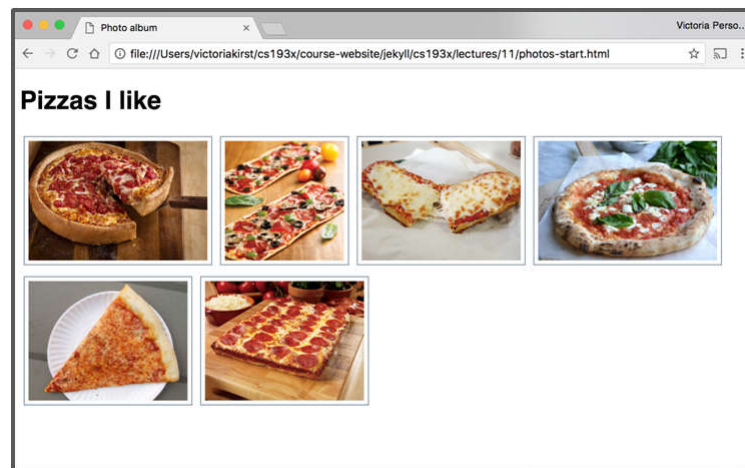 Photo album
Victoria Perso...
file:///Users/victoriakirst/cs193x/course-website/jekyll/cs193x/lectures/11/photos-start.html
Pizzas I like